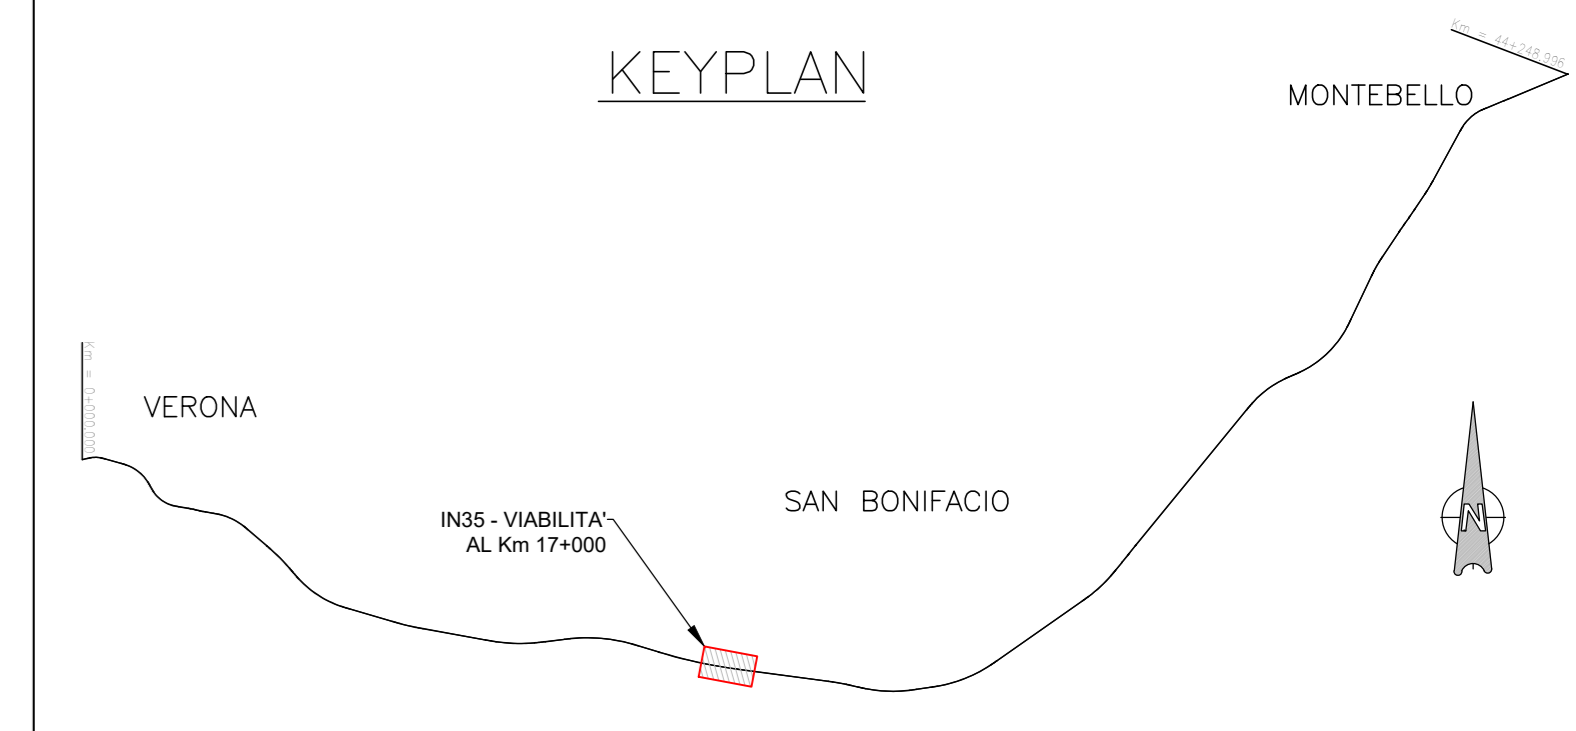 KEYPLAN
Km = 44+248,996
MONTEBELLO
Km = 0+000,000
VERONA
SAN BONIFACIO
IN35 - VIABILITA'
AL Km 17+000
N